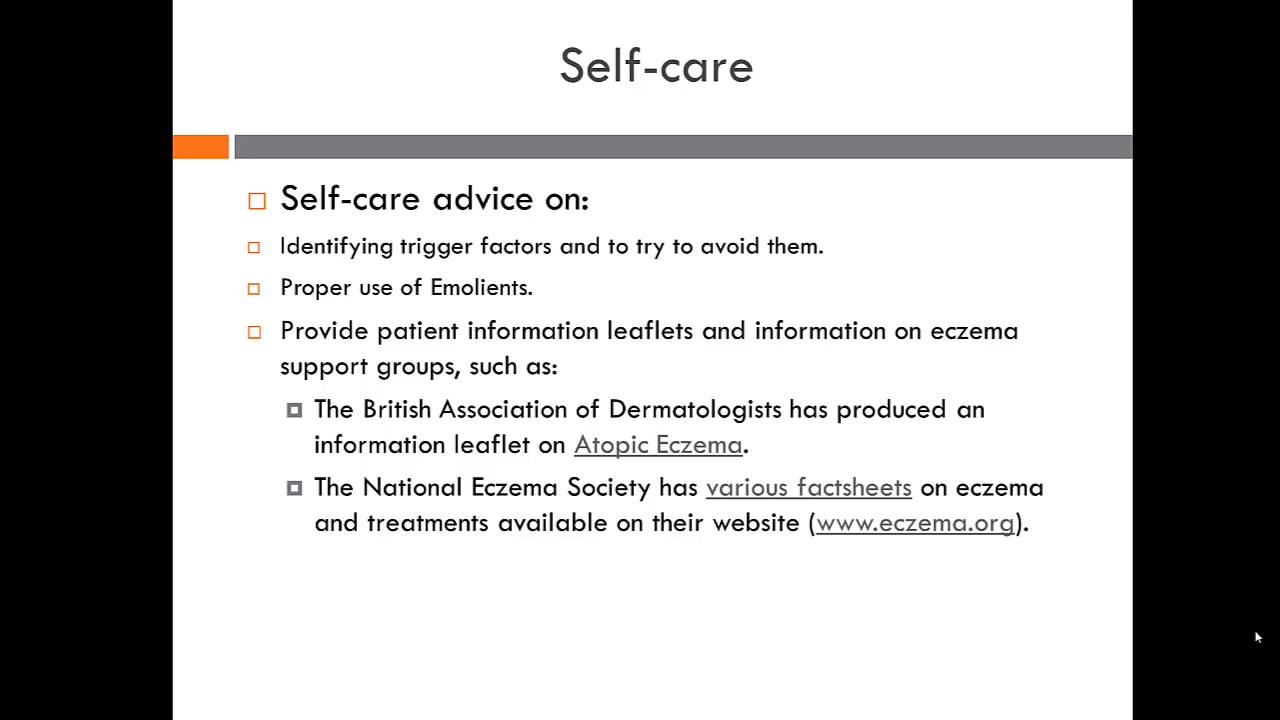 Self-care
Self-care advice on:
Identifying trigger factors and to try to avoid them.
Proper use of Emolients.
Provide patient information leaflets and information on eczema
support groups, such as:
The British Association of Dermatologists has produced an
information leaflet on Atopic Eczema.
The National Eczema Society has various factsheets on eczema
and treatments available on their website (www.eczema.org).